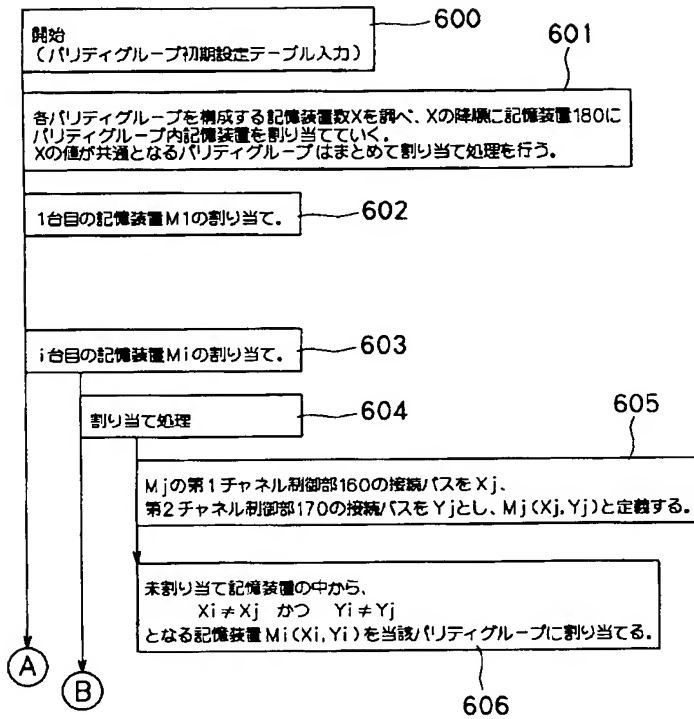 600
開始
(パリティグループ初期設定テーブル入力)
601
各パリティグループを構成する記憶装置数Xを調べ、Xの降順に記憶装置180に
パリティグループ内記憶装置を割り当てていく。
Xの値が共通となるパリティグループはまとめて割り当て処理を行う。
1台目の記憶装置M1の割り当て。
602
i台目の記憶装置Miの割り当て。
603
割り当て処理
604
605
Mjの第1チャネル制御部160の接続パスをXj、
第2チャネル制御部170の接続パスをYjとし、Mj(Xj,Yj)と定義する。
未割り当て記憶装置の中から、
Xi≠Xj かつ Yi≠Yj
となる記憶装置Mi(Xi,Yi)を当該パリティグループに割り当てる。
606
A
B